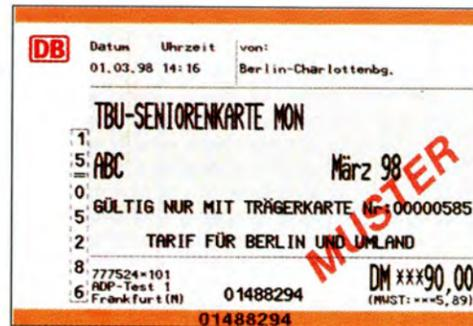 DB
Datum Uhrzeit von:
01.03.98 14:16 Berlin-Charlottenbg.
TBU-SENIORENKARTE MON
ABC März 98
GÜLTIG NUR MIT TRÄGERKARTE Nr:00000585
TARIF FÜR BERLIN UND UMLAND
15=05286
777524*101
ADP-Test 1
Frankfurt(M) 01488294
DM ***90,00
(MWST:***5,89)
MUSTER
01488294